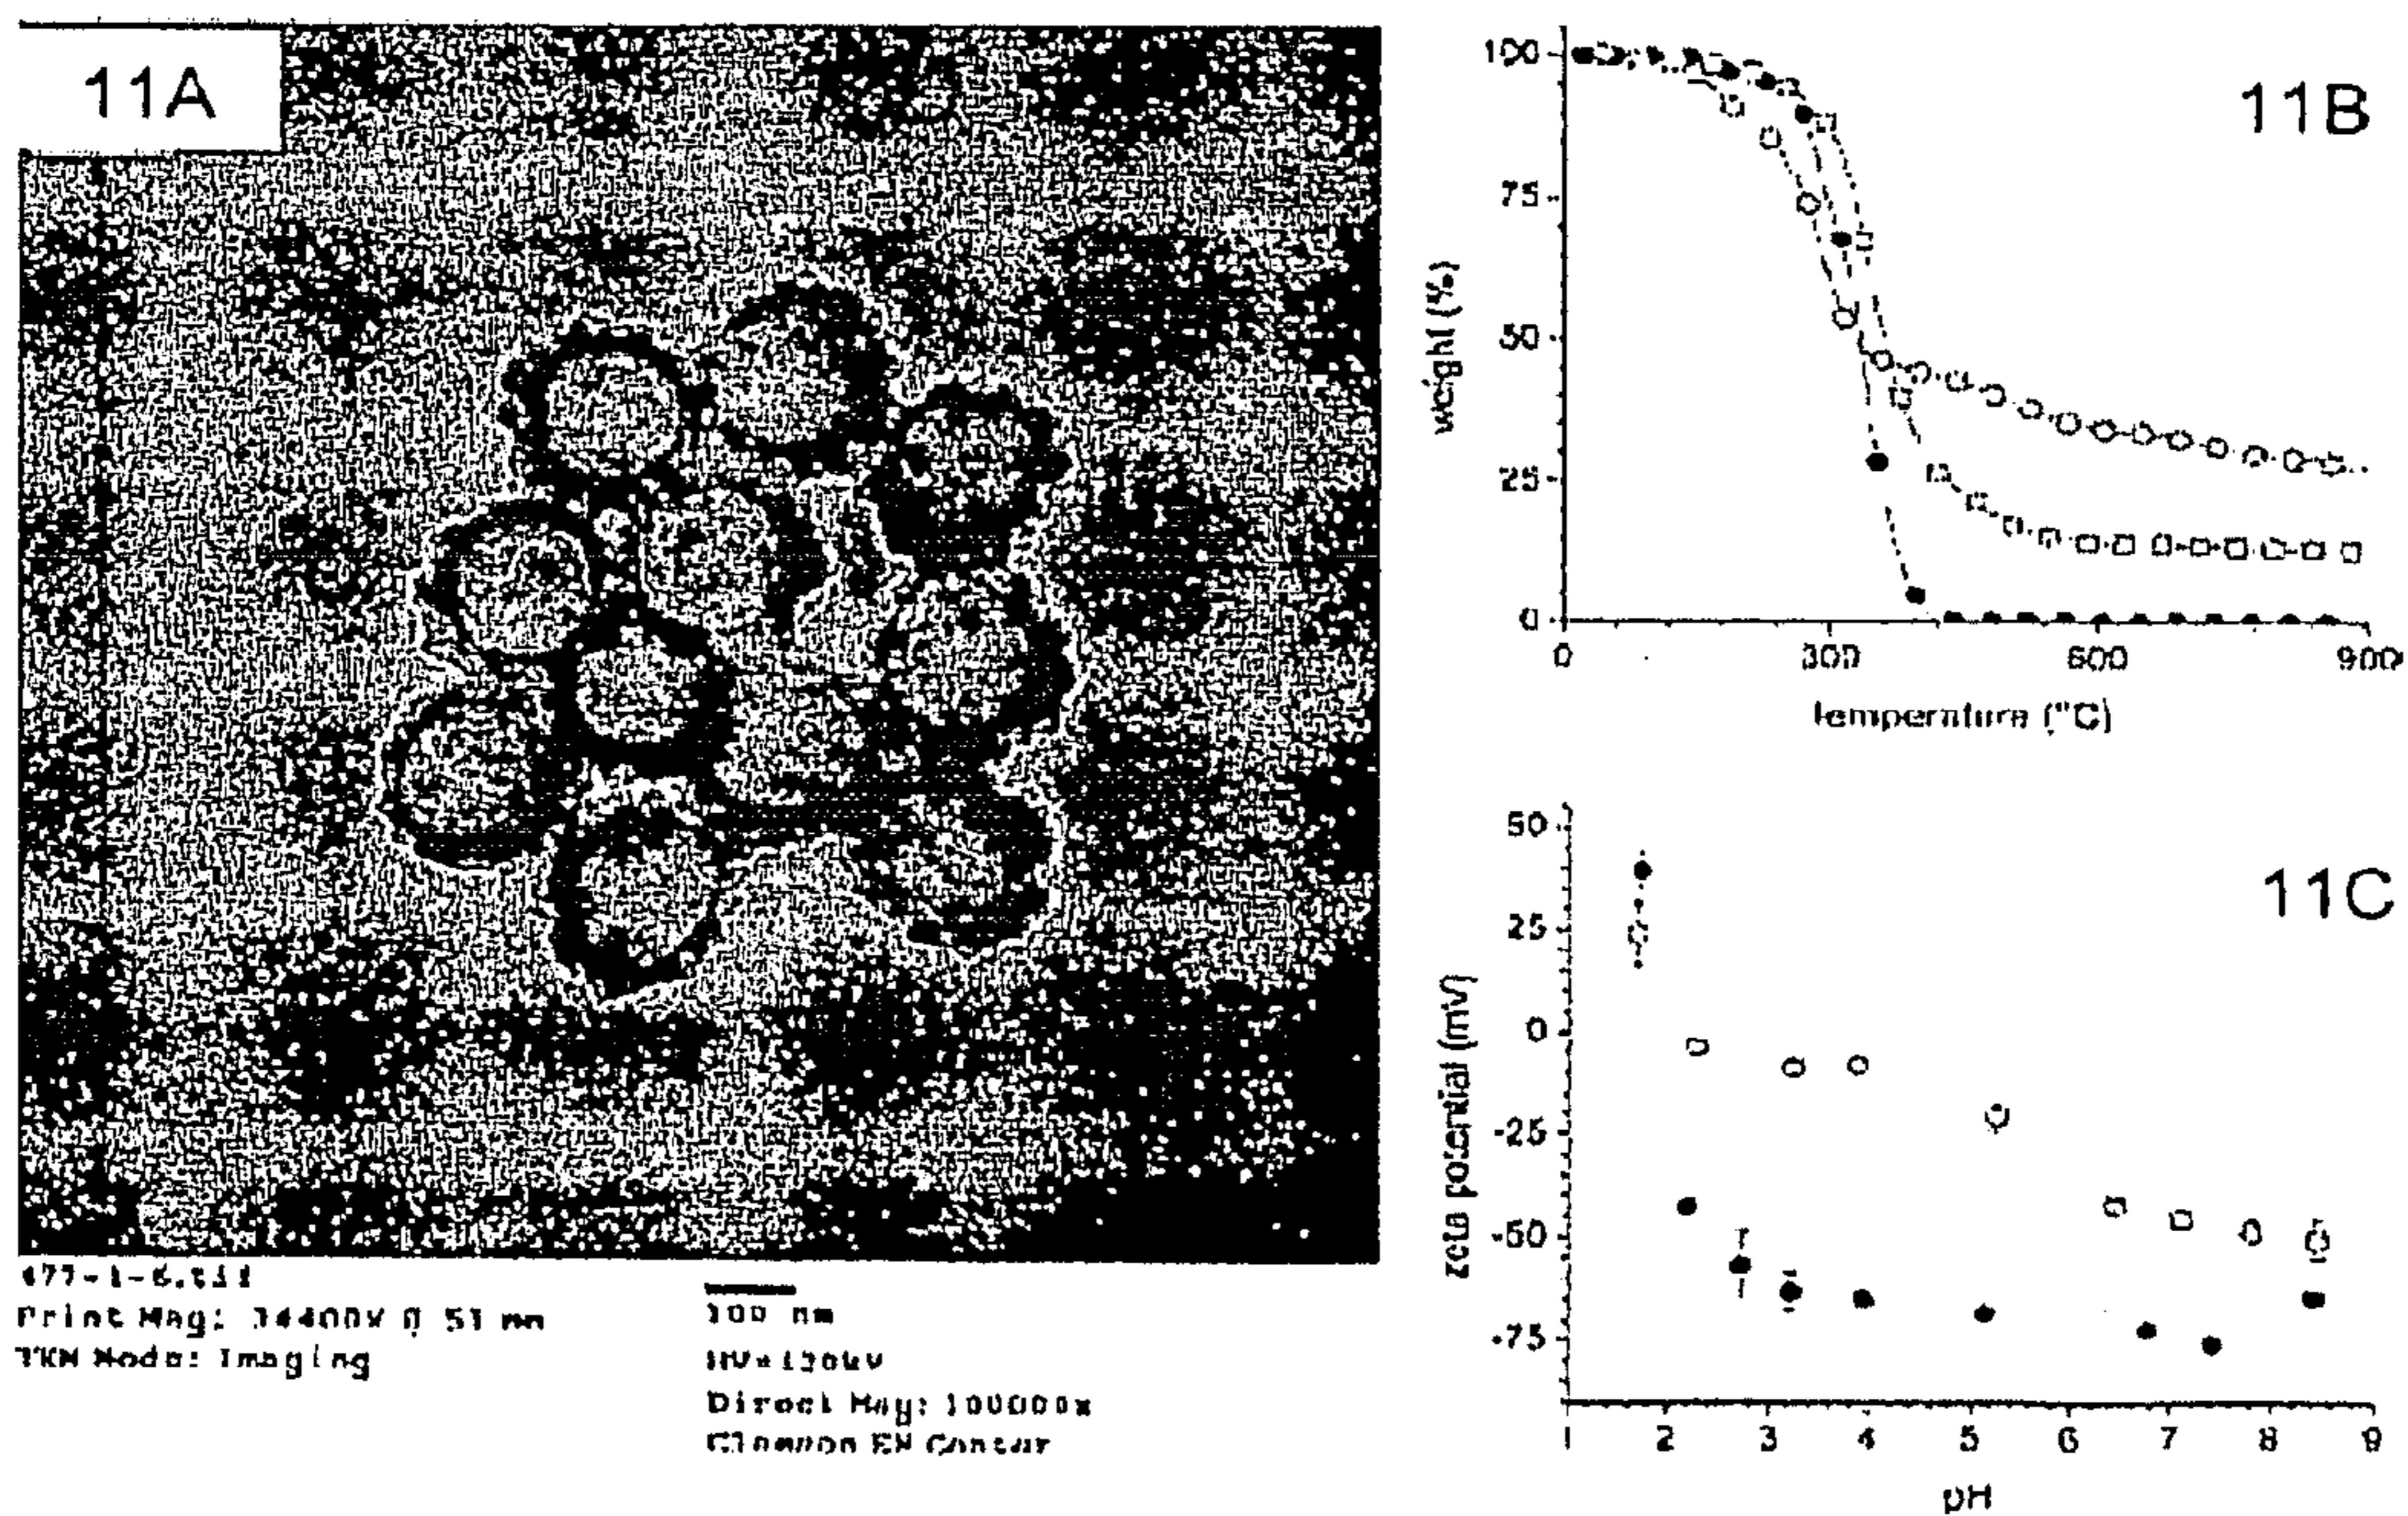 11A
Print Mag:
Imaging
100 nm
Direct Mag: 100000x
11B
100
75
50
25
0
weight (%)
0 300 600 900
temperature (°C)
11C
50
25
0
-25
-50
-75
zeta potential (mV)
1 2 3 4 5 6 7 8 9
pH